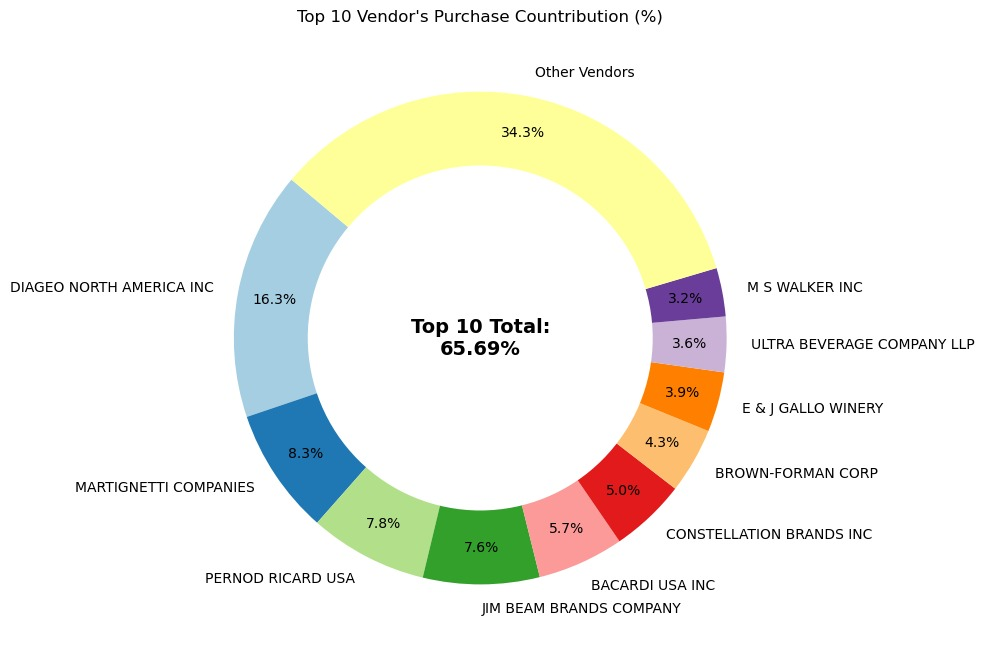 Top 10 Vendor's Purchase Countribution (%)
Other Vendors
34.3%
DIAGEO NORTH AMERICA INC
16.3%
M S WALKER INC
3.2%
Top 10 Total:
65.69%
3.6%
ULTRA BEVERAGE COMPANY LLP
3.9%
E & J GALLO WINERY
4.3%
BROWN-FORMAN CORP
8.3%
MARTIGNETTI COMPANIES
5.0%
CONSTELLATION BRANDS INC
7.8%
PERNOD RICARD USA
7.6%
JIM BEAM BRANDS COMPANY
5.7%
BACARDI USA INC